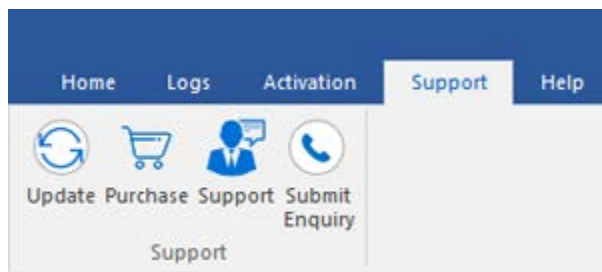 Home Logs Activation Support Help
Update Purchase Support Submit
Enquiry
Support